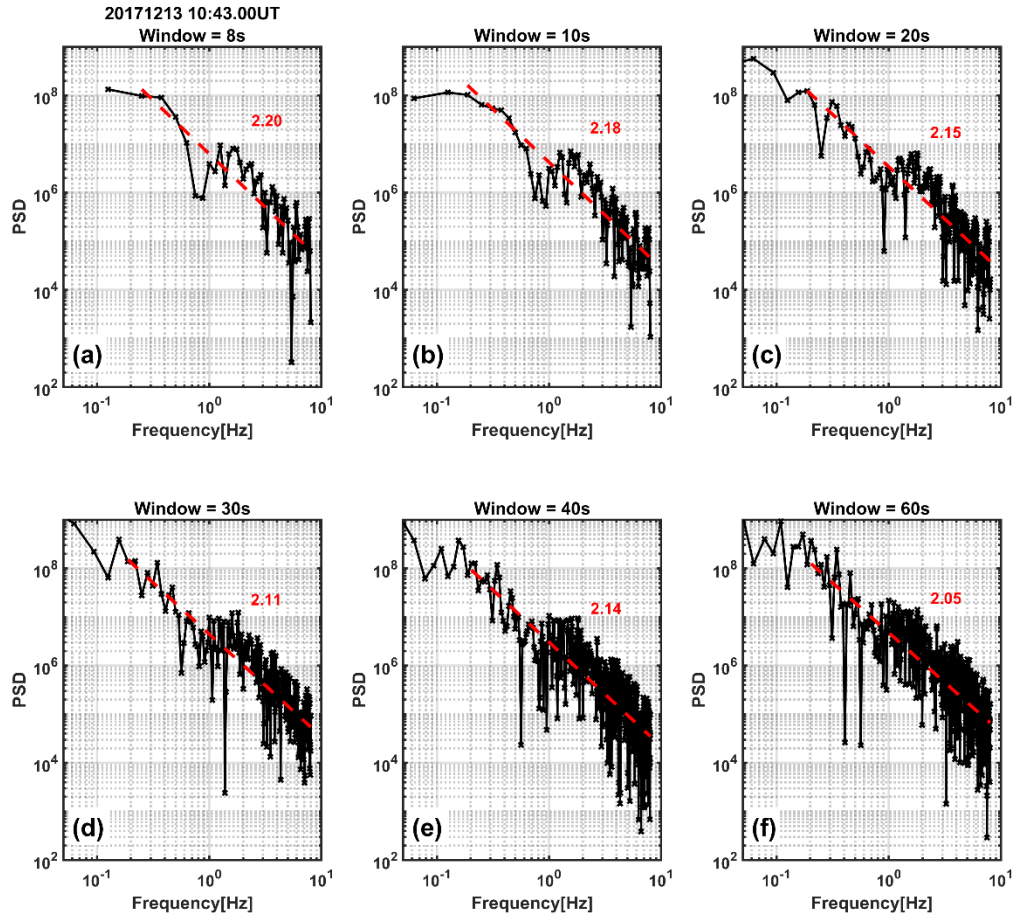 20171213 10:43.00UT
Window = 8s
Window = 10s
Window = 20s
10^8
10^6
10^4
10^2
PSD
2.20
(a)
10^-1
10^0
10^1
Frequency[Hz]
10^8
10^6
10^4
10^2
PSD
2.18
(b)
10^-1
10^0
10^1
Frequency[Hz]
10^8
10^6
10^4
10^2
PSD
2.15
(c)
10^-1
10^0
10^1
Frequency[Hz]
Window = 30s
Window = 40s
Window = 60s
10^8
10^6
10^4
10^2
PSD
2.11
(d)
10^-1
10^0
10^1
Frequency[Hz]
10^8
10^6
10^4
10^2
PSD
2.14
(e)
10^-1
10^0
10^1
Frequency[Hz]
10^8
10^6
10^4
10^2
PSD
2.05
(f)
10^-1
10^0
10^1
Frequency[Hz]